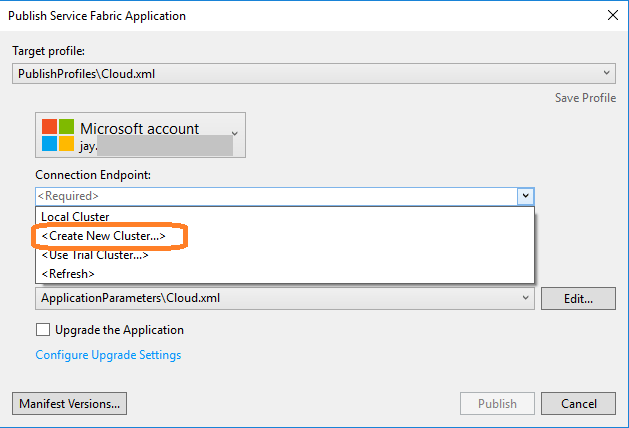 Publish Service Fabric Application
Target profile:
PublishProfiles\Cloud.xml
Save Profile
Microsoft account
jay.
Connection Endpoint:
<Required>
Local Cluster
<Create New Cluster...>
<Use Trial Cluster...>
<Refresh>
ApplicationParameters\Cloud.xml
Edit...
Upgrade the Application
Configure Upgrade Settings
Manifest Versions...
Publish
Cancel